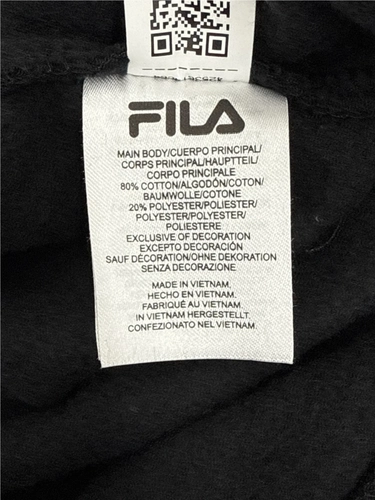 FILA
MAIN BODY/CUERPO PRINCIPAL/
CORPS PRINCIPAL/HAUPTTEIL/
CORPO PRINCIPALE
80% COTTON/ALGODÓN/COTON/
BAUMWOLLE/COTONE
20% POLYESTER/POLIESTER/
POLYESTER/POLYESTER/
POLIESTERE
EXCLUSIVE OF DECORATION
EXCEPTO DECORACIÓN
SAUF DÉCORATION/OHNE DEKORATION
SENZA DECORAZIONE
MADE IN VIETNAM.
HECHO EN VIETNAM.
FABRIQUÉ AU VIETNAM.
IN VIETNAM HERGESTELLT.
CONFEZIONATO NEL VIETNAM.